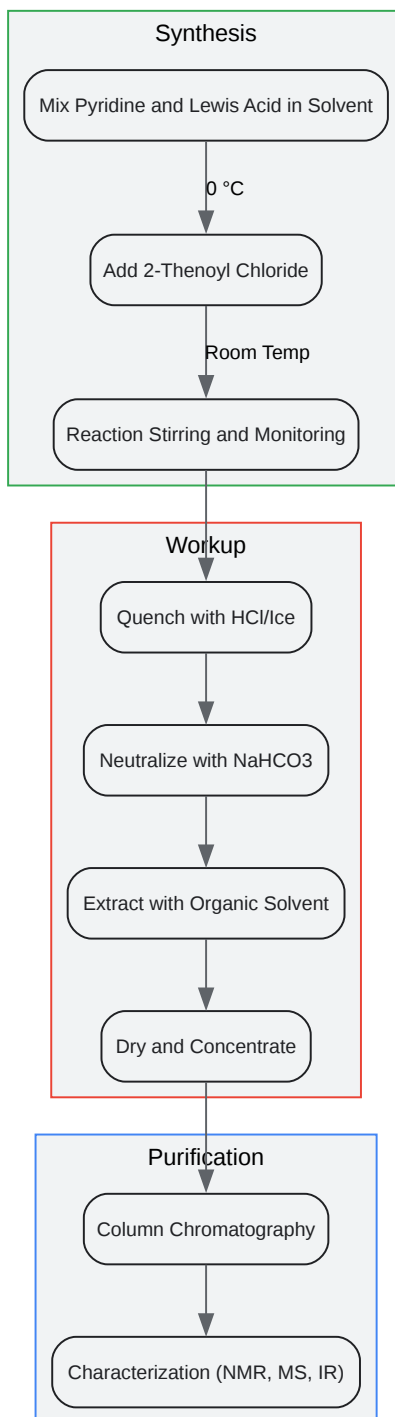 Synthesis
Mix Pyridine and Lewis Acid in Solvent
0 °C
Add 2-Thenoyl Chloride
Room Temp
Reaction Stirring and Monitoring
Workup
Quench with HCl/Ice
Neutralize with NaHCO3
Extract with Organic Solvent
Dry and Concentrate
Purification
Column Chromatography
Characterization (NMR, MS, IR)